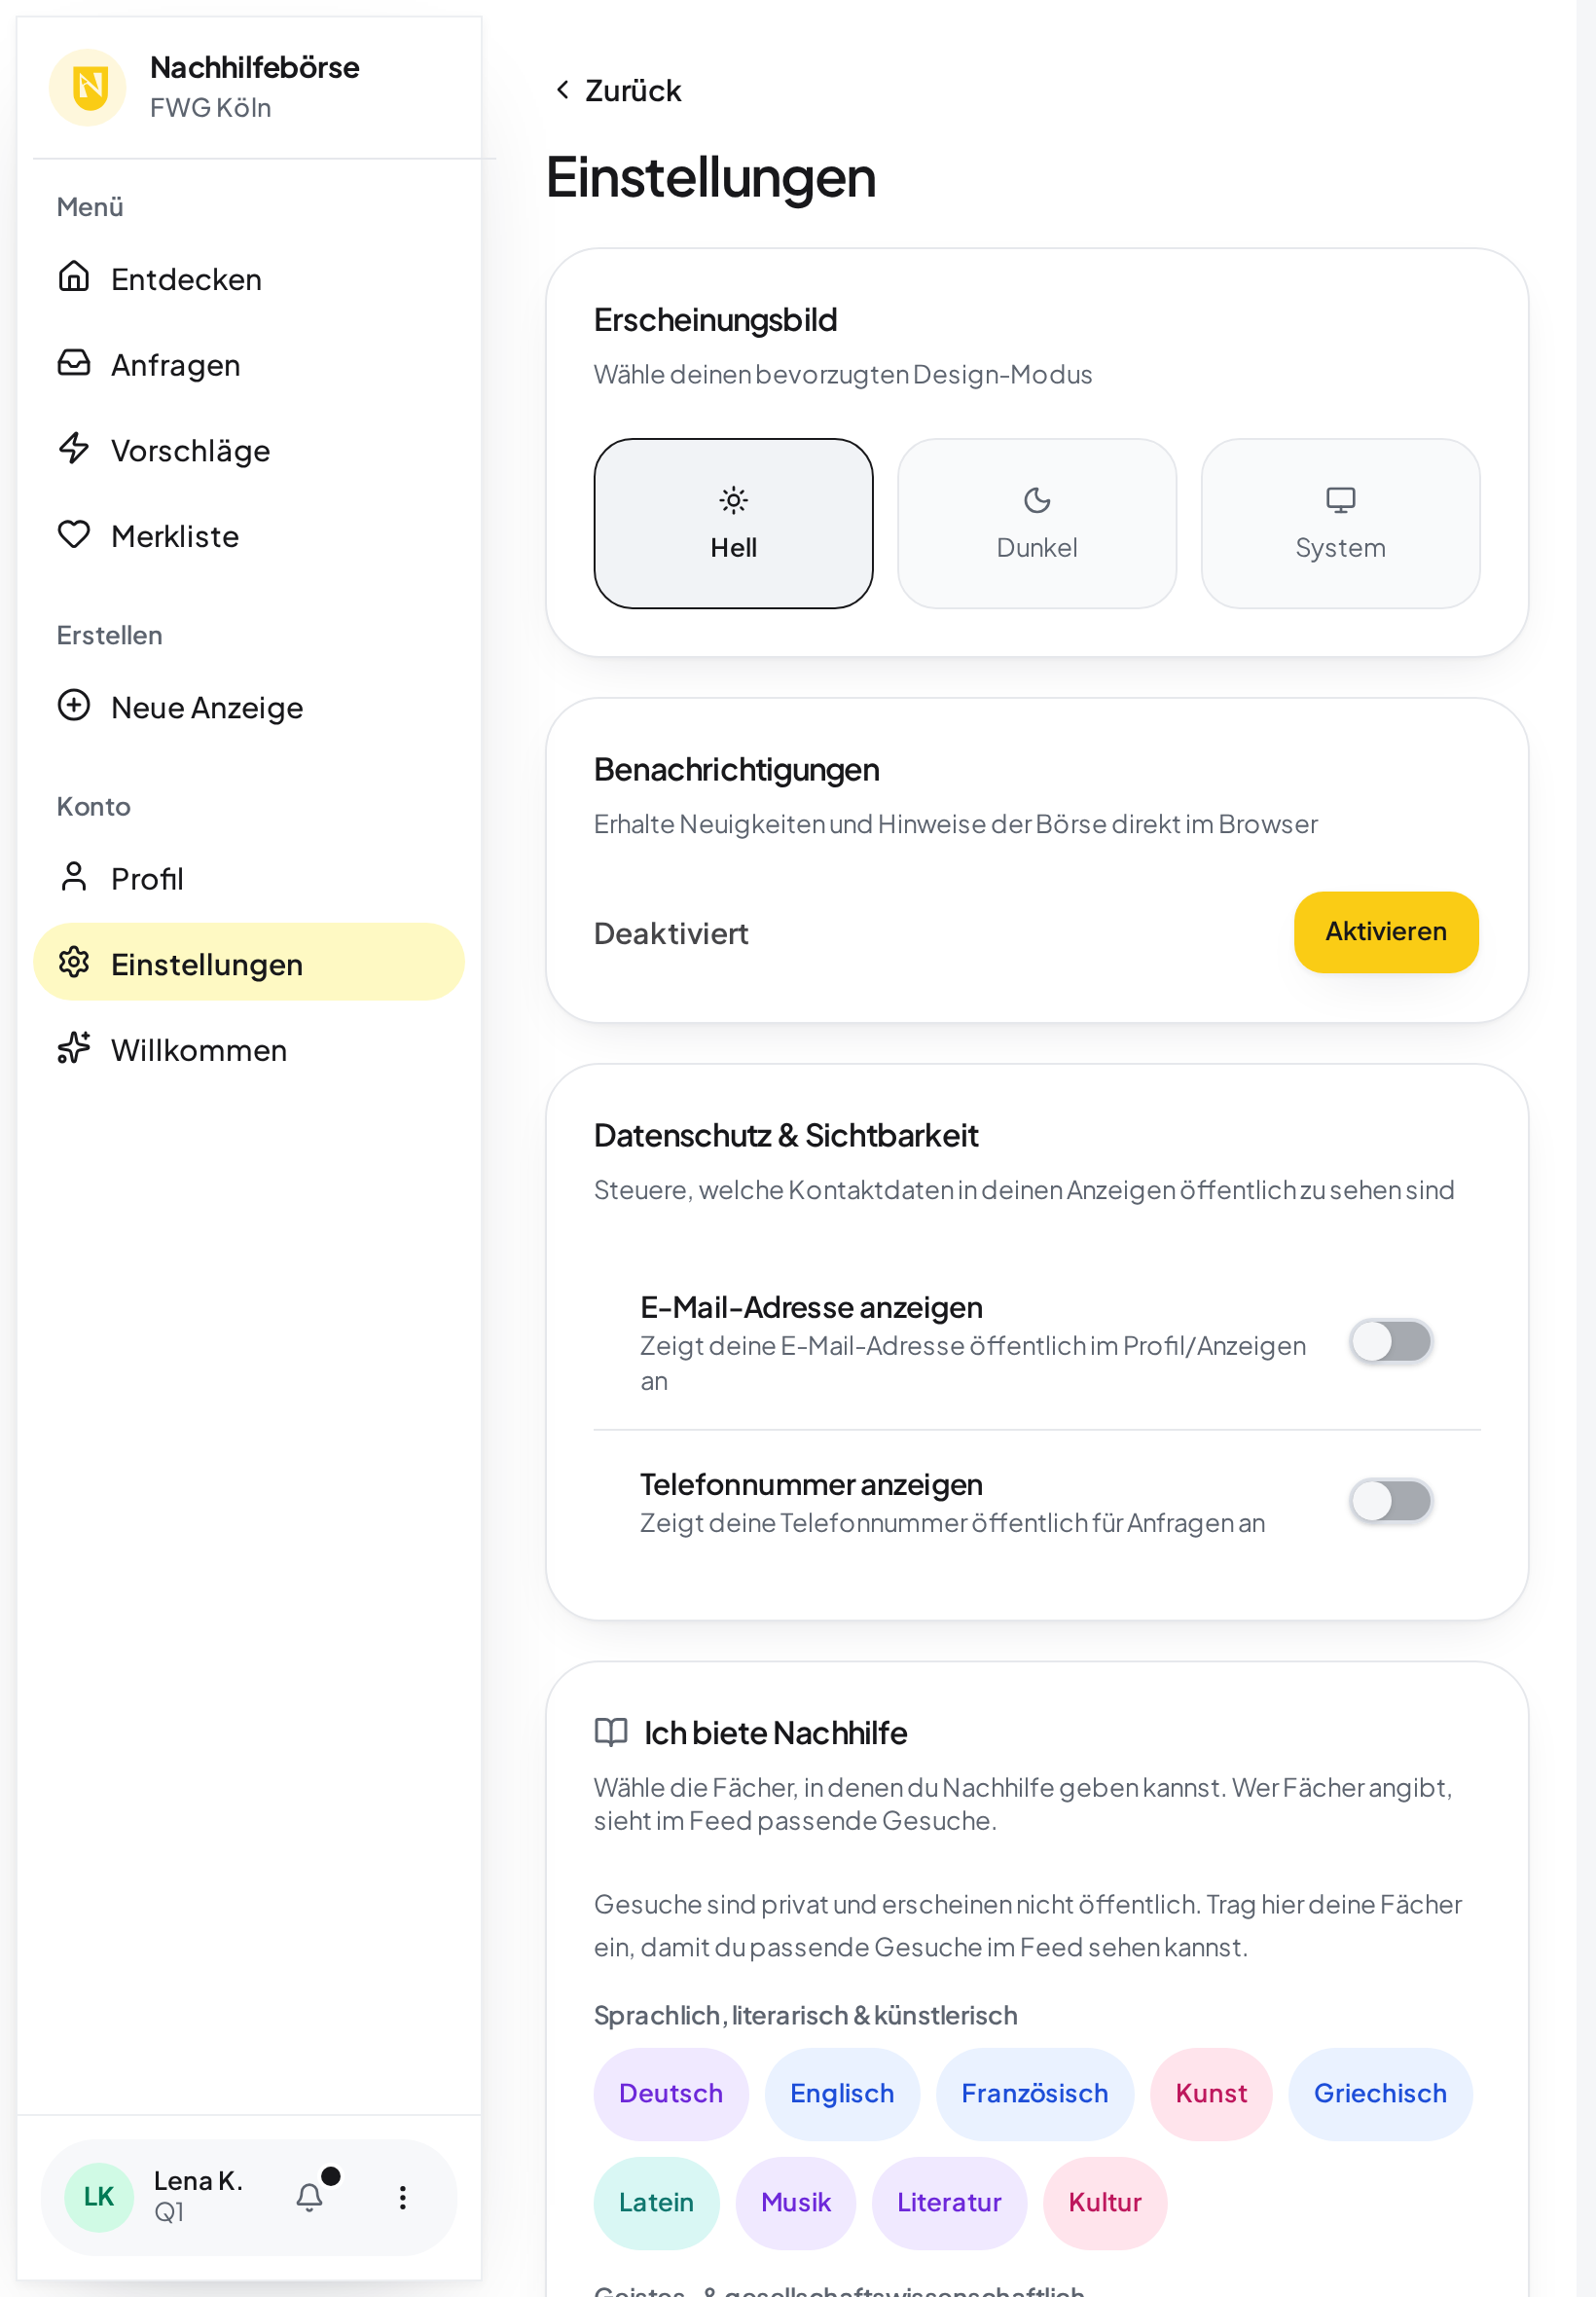 Nachhilfebörse
FWG Köln
Menü
Entdecken
Anfragen
Vorschläge
Merkliste
Erstellen
Neue Anzeige
Konto
Profil
Einstellungen
Willkommen
LK
Lena K.
Q1
Zurück
Einstellungen
Erscheinungsbild
Wähle deinen bevorzugten Design-Modus
Hell
Dunkel
System
Benachrichtigungen
Erhalte Neuigkeiten und Hinweise der Börse direkt im Browser
Deaktiviert
Aktivieren
Datenschutz & Sichtbarkeit
Steuere, welche Kontaktdaten in deinen Anzeigen öffentlich zu sehen sind
E-Mail-Adresse anzeigen
Zeigt deine E-Mail-Adresse öffentlich im Profil/Anzeigen
an
Telefonnummer anzeigen
Zeigt deine Telefonnummer öffentlich für Anfragen an
Ich biete Nachhilfe
Wähle die Fächer, in denen du Nachhilfe geben kannst. Wer Fächer angibt,
sieht im Feed passende Gesuche.
Gesuche sind privat und erscheinen nicht öffentlich. Trag hier deine Fächer
ein, damit du passende Gesuche im Feed sehen kannst.
Sprachlich, literarisch & künstlerisch
Deutsch
Englisch
Französisch
Kunst
Griechisch
Latein
Musik
Literatur
Kultur
Geistes- & gesellschaftswissenschaftlich